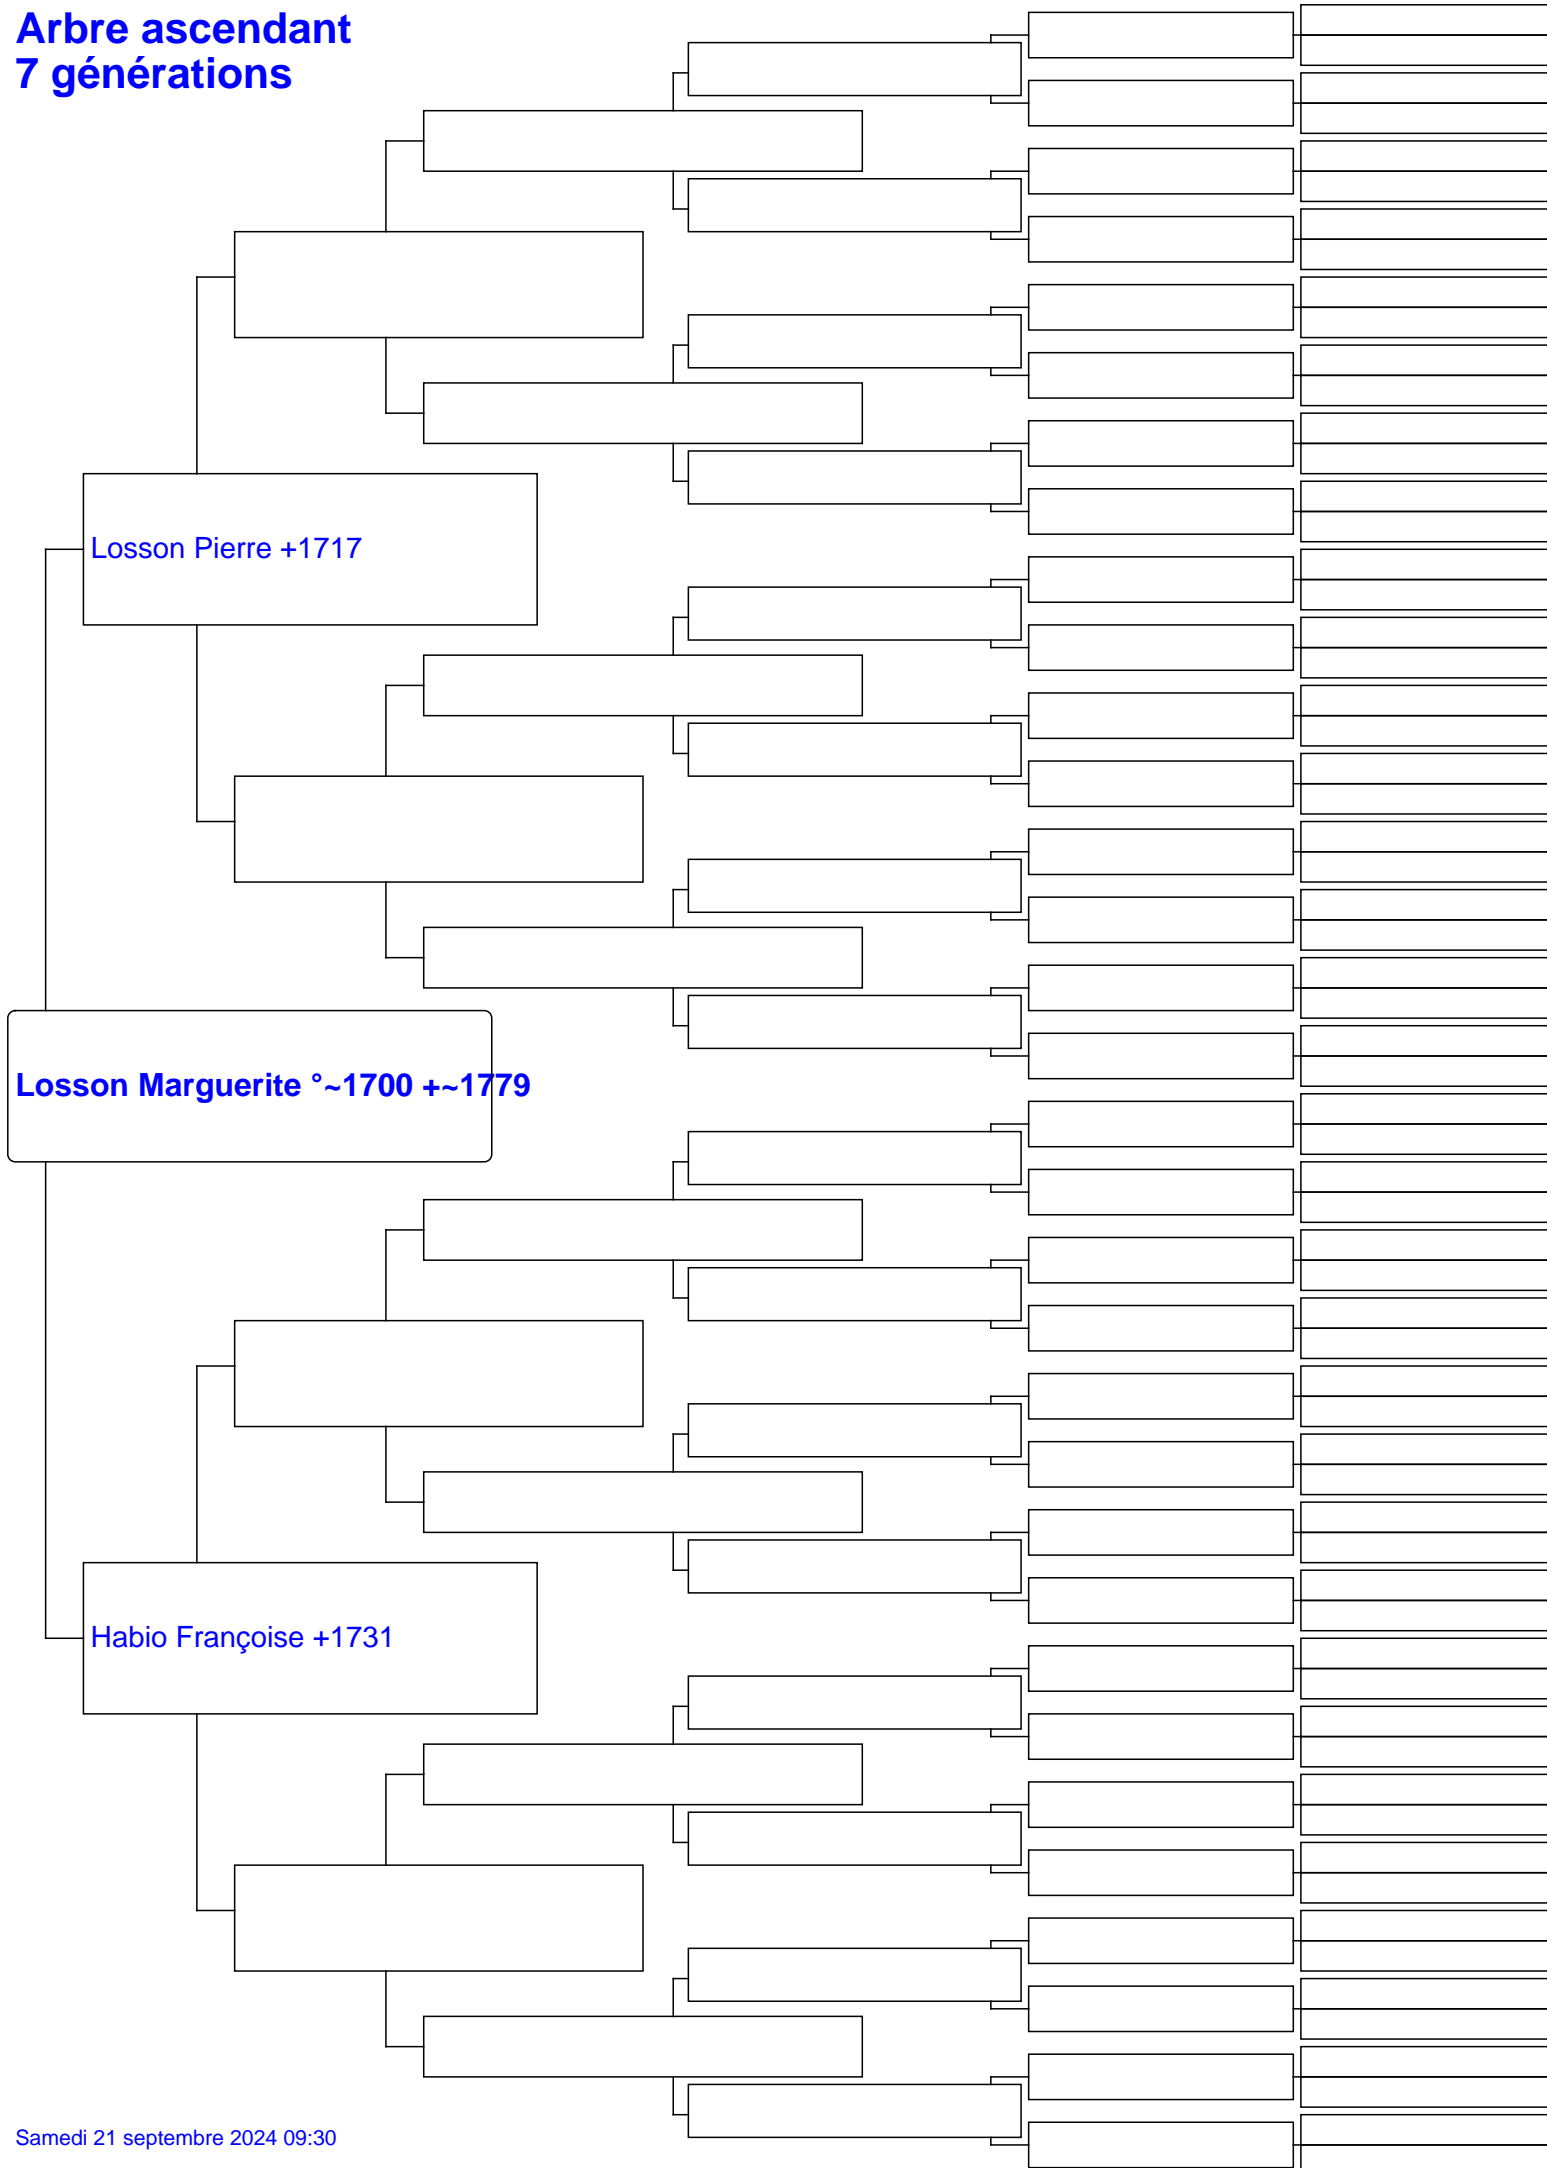 Arbre ascendant
7 générations
Losson Pierre +1717
Losson Marguerite °~1700 +~1779
Habio Françoise +1731
Samedi 21 septembre 2024 09:30